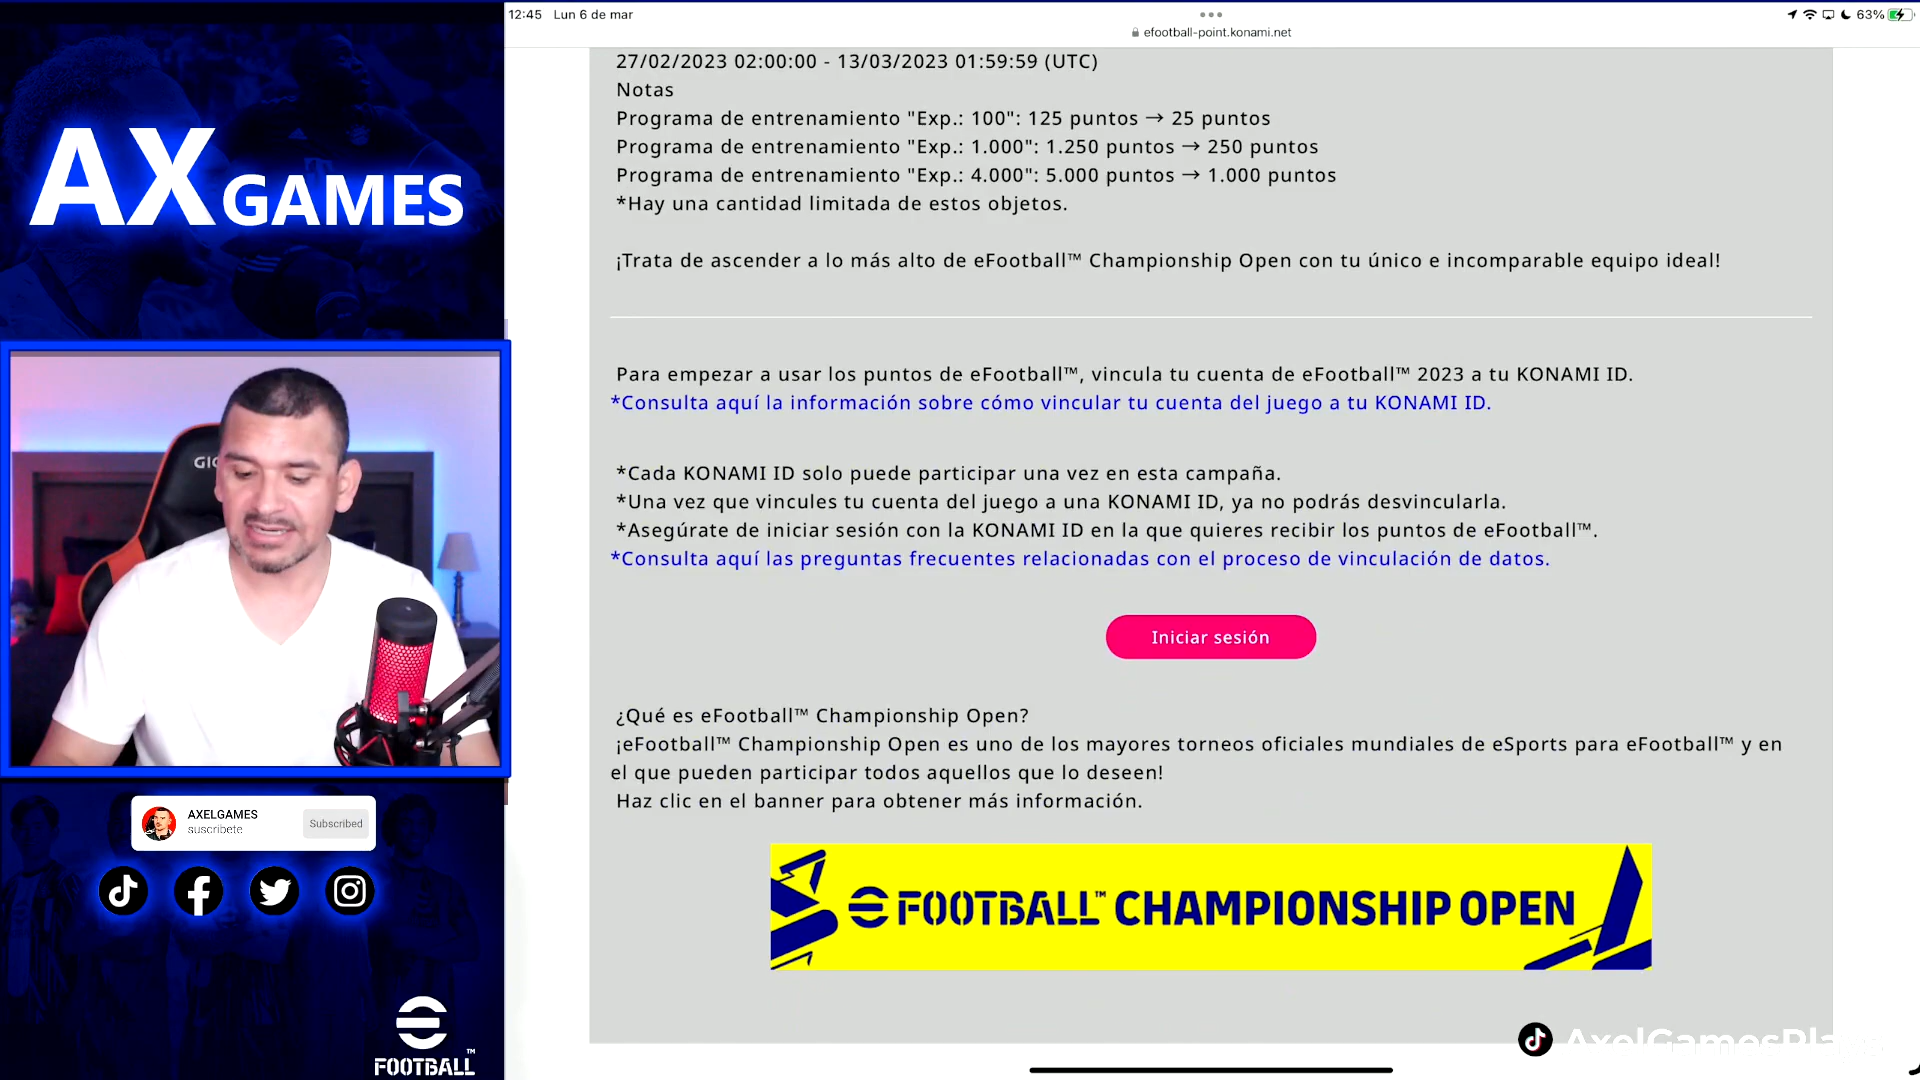 12:45 Lun 6 de mar
63%
efootball-point.konami.net
27/02/2023 02:00:00 - 13/03/2023 01:59:59 (UTC)
Notas
Programa de entrenamiento "Exp.: 100": 125 puntos → 25 puntos
Programa de entrenamiento "Exp.: 1.000": 1.250 puntos → 250 puntos
Programa de entrenamiento "Exp.: 4.000": 5.000 puntos → 1.000 puntos
*Hay una cantidad limitada de estos objetos.
¡Trata de ascender a lo más alto de eFootball™ Championship Open con tu único e incomparable equipo ideal!
Para empezar a usar los puntos de eFootball™, vincula tu cuenta de eFootball™ 2023 a tu KONAMI ID.
*Consulta aquí la información sobre cómo vincular tu cuenta del juego a tu KONAMI ID.
*Cada KONAMI ID solo puede participar una vez en esta campaña.
*Una vez que vincules tu cuenta del juego a una KONAMI ID, ya no podrás desvincularla.
*Asegúrate de iniciar sesión con la KONAMI ID en la que quieres recibir los puntos de eFootball™.
*Consulta aquí las preguntas frecuentes relacionadas con el proceso de vinculación de datos.
Iniciar sesión
¿Qué es eFootball™ Championship Open?
¡eFootball™ Championship Open es uno de los mayores torneos oficiales mundiales de eSports para eFootball™ y en
el que pueden participar todos aquellos que lo deseen!
Haz clic en el banner para obtener más información.
FOOTBALL™ CHAMPIONSHIP OPEN
AX GAMES
AXELGAMES
suscribete
Subscribed
FOOTBALL™